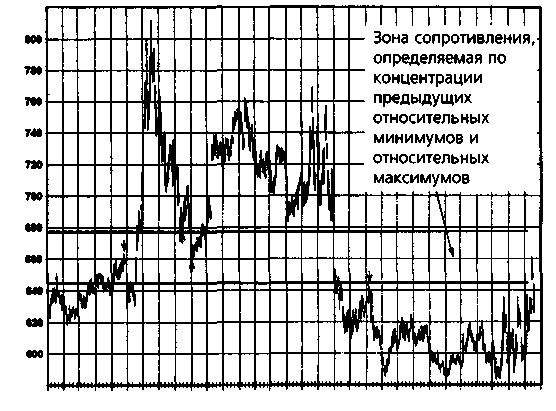 Зона сопротивления,
определяемая по
концентрации
предыдущих
относительных
минимумов и
относительных
максимумов
800
780
760
740
720
700
680
660
640
620
600